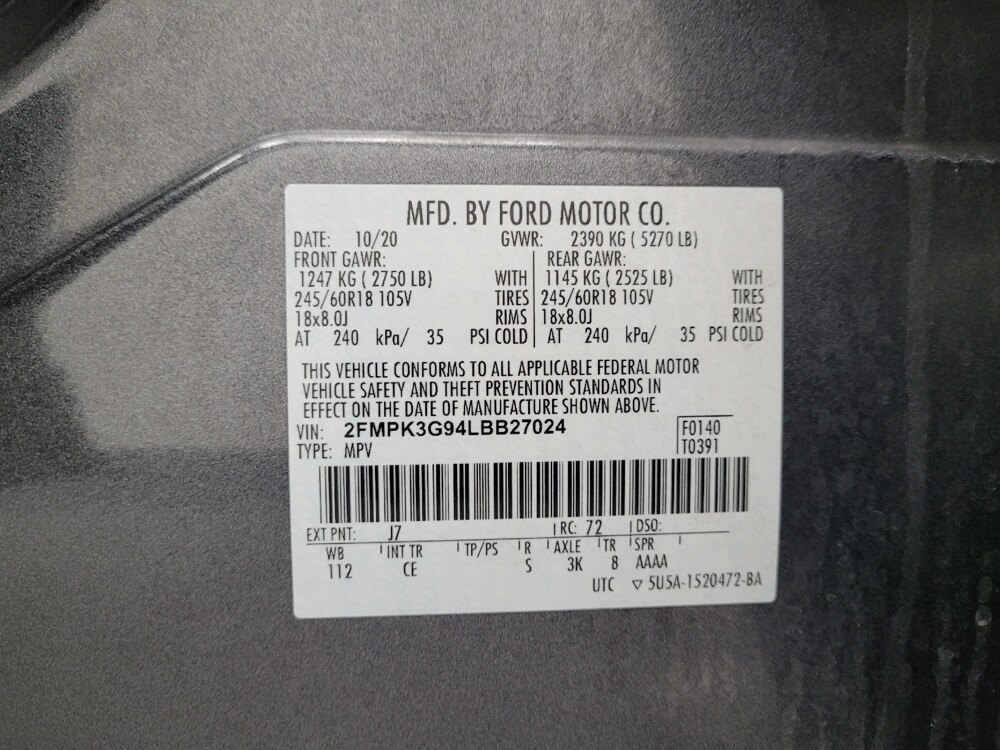 MFD. BY FORD MOTOR CO.
DATE: 10/20 GVWR: 2390 KG ( 5270 LB)
FRONT GAWR: REAR GAWR:
1247 KG ( 2750 LB) WITH 1145 KG ( 2525 LB) WITH
245/60R18 105V TIRES 245/60R18 105V TIRES
18x8.0J RIMS 18x8.0J RIMS
AT 240 kPa/ 35 PSI COLD AT 240 kPa/ 35 PSI COLD
THIS VEHICLE CONFORMS TO ALL APPLICABLE FEDERAL MOTOR
VEHICLE SAFETY AND THEFT PREVENTION STANDARDS IN
EFFECT ON THE DATE OF MANUFACTURE SHOWN ABOVE.
VIN: 2FMPK3G94LBB27024 F0140
TYPE: MPV T0391
EXT PNT: J7 RC: 72 DSO:
WB INT TR TP/PS R AXLE TR SPR
112 CE S 3K 8 AAAA
UTC ▽ 5U5A-1520472-BA